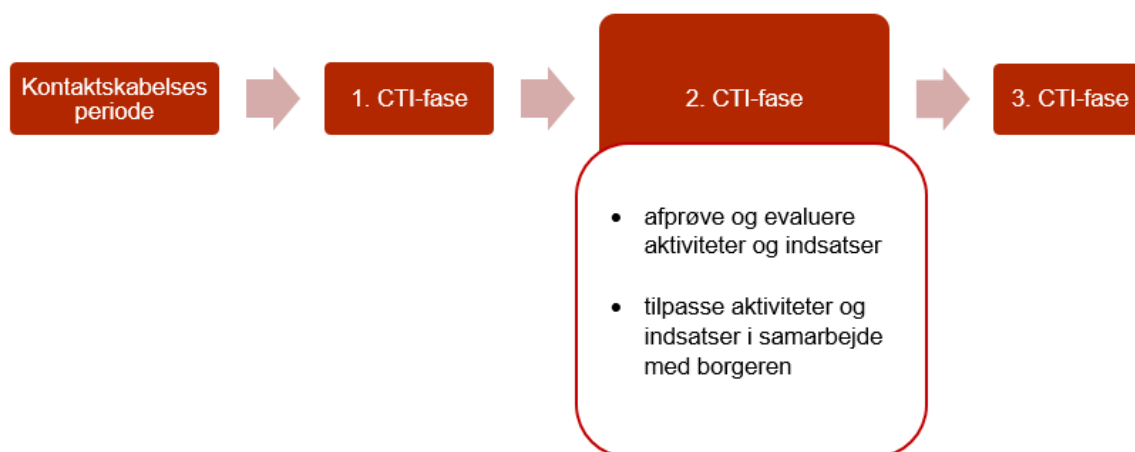 Kontaktskabelses
periode
1. CTI-fase
2. CTI-fase
3. CTI-fase
• afprøve og evaluere
aktiviteter og indsatser
• tilpasse aktiviteter og
indsatser i samarbejde
med borgeren